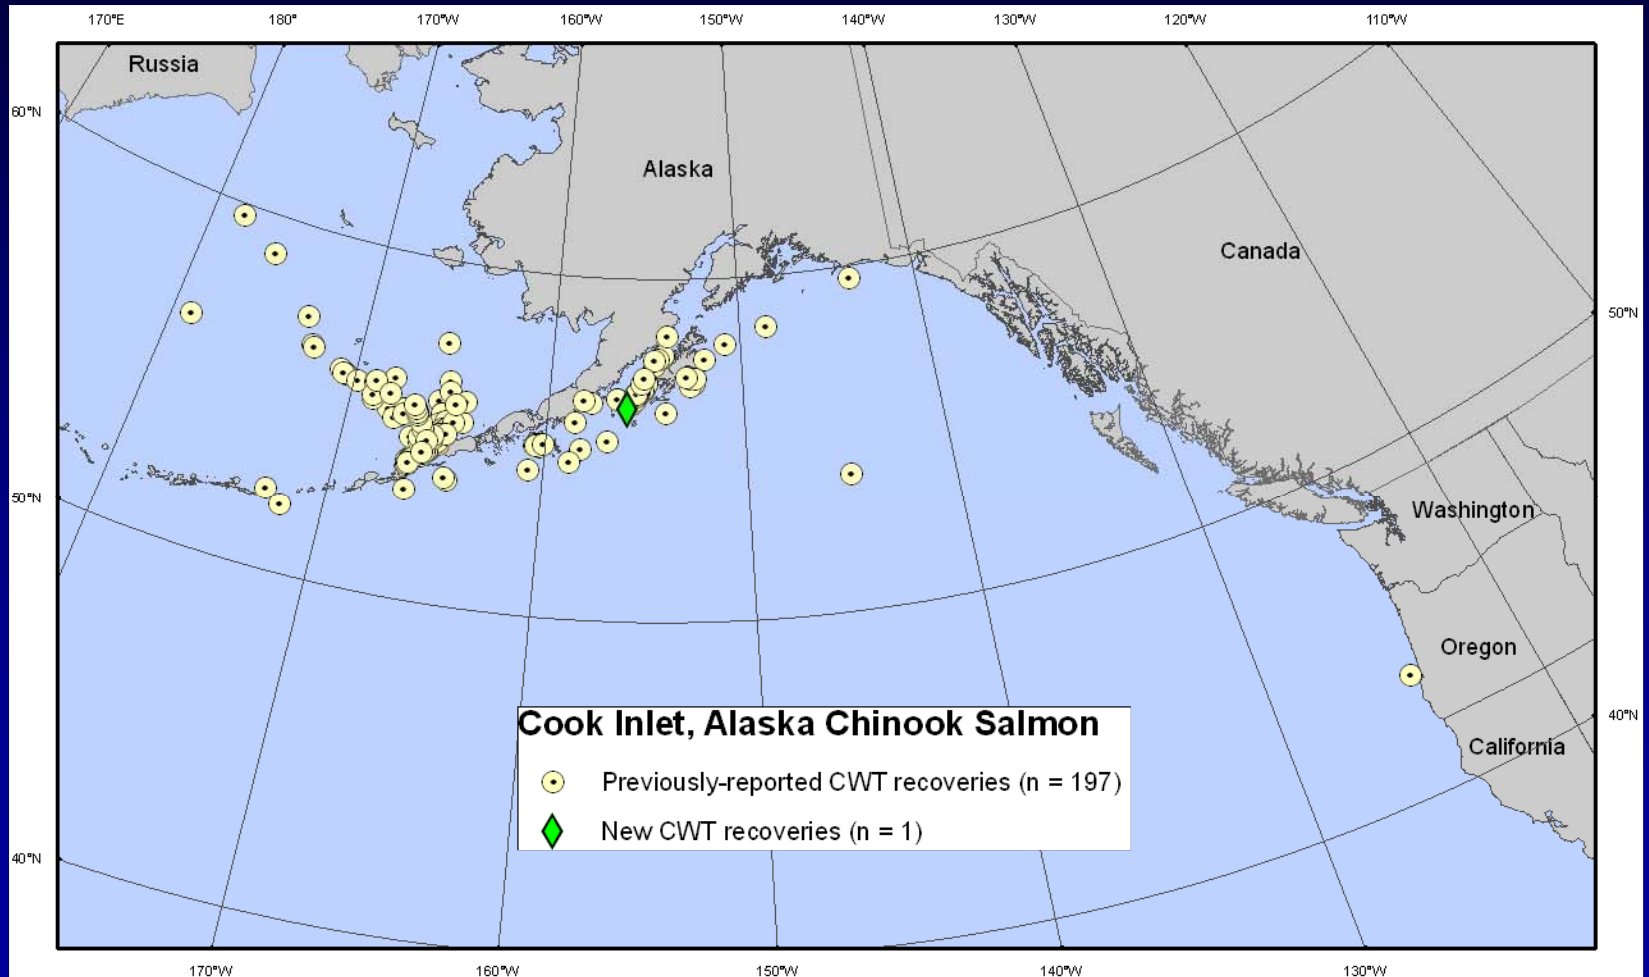 170°E 180° 170°W 160°W 150°W 140°W 130°W 120°W 110°W
Russia
60°N
Alaska
Canada
50°N
50°N
Washington
Oregon
40°N
California
Cook Inlet, Alaska Chinook Salmon
Previously-reported CWT recoveries (n = 197)
New CWT recoveries (n = 1)
40°N
170°W 160°W 150°W 140°W 130°W